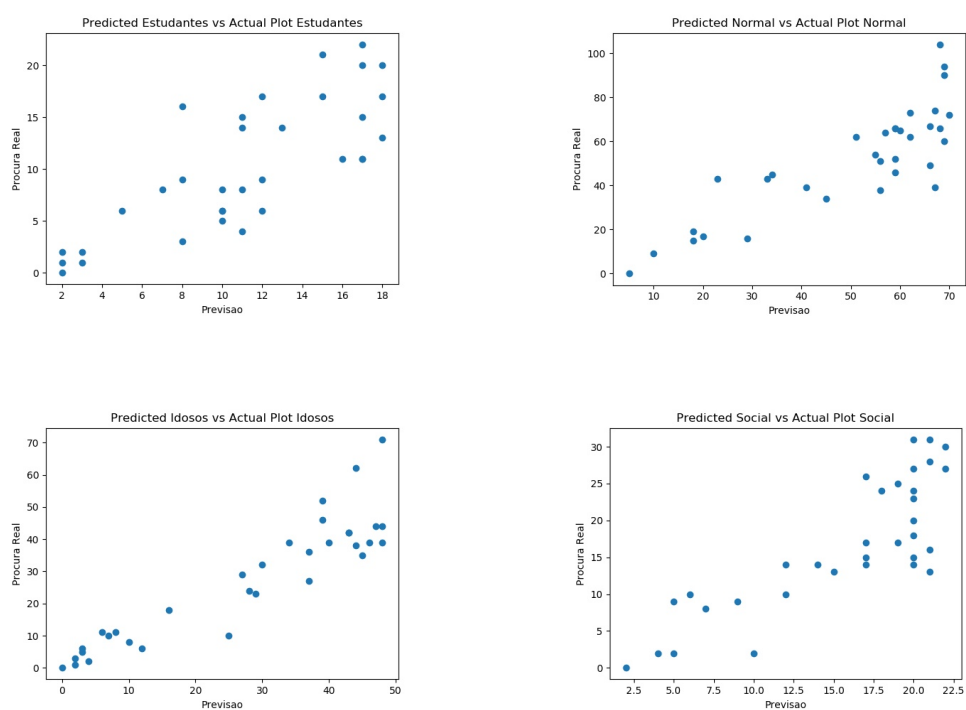 Predicted Estudantes vs Actual Plot Estudantes
20
15
10
5
0
Procura Real
2 4 6 8 10 12 14 16 18
Previsao
Predicted Normal vs Actual Plot Normal
100
80
60
40
20
0
Procura Real
10 20 30 40 50 60 70
Previsao
Predicted Idosos vs Actual Plot Idosos
70
60
50
40
30
20
10
0
Procura Real
0 10 20 30 40 50
Previsao
Predicted Social vs Actual Plot Social
30
25
20
15
10
5
0
Procura Real
2.5 5.0 7.5 10.0 12.5 15.0 17.5 20.0 22.5
Previsao